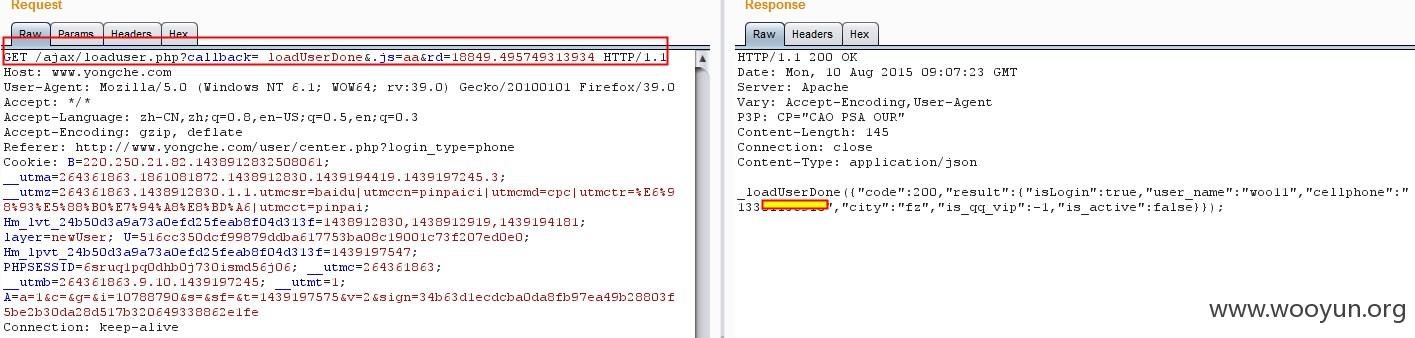 Request
Raw Params Headers Hex
GET /ajax/loaduser.php?callback=_loadUserDone&.js=aa&rd=18849.495749313934 HTTP/1.1
Host: www.yongche.com
User-Agent: Mozilla/5.0 (Windows NT 6.1; WOW64; rv:39.0) Gecko/20100101 Firefox/39.0
Accept: */*
Accept-Language: zh-CN,zh;q=0.8,en-US;q=0.5,en;q=0.3
Accept-Encoding: gzip, deflate
Referer: http://www.yongche.com/user/center.php?login_type=phone
Cookie: B=220.250.21.82.1438912832508061;
__utma=264361863.1861081872.1438912830.1439194419.1439197245.3;
__utmz=264361863.1438912830.1.1.utmcsr=baidu|utmccn=pinpaici|utmcmd=cpc|utmctr=%E6%9
8%93%E5%88%B0%E7%94%A8%E8%BD%A6|utmcct=pinpai;
Hm_lvt_24b50d3a9a73a0efd25feab8f04d313f=1438912830,1438912919,1439194181;
layer=newUser; U=516cc350dcf99879ddba617753ba08c19001c73f207ed0e0;
Hm_lpvt_24b50d3a9a73a0efd25feab8f04d313f=1439197547;
PHPSESSID=6sruq1pq0dhb0j730ismd56j06; __utmc=264361863;
__utmb=264361863.9.10.1439197245; __utmt=1;
A=a=1&c=&g=&i=10788790&s=&sf=&t=1439197575&v=2&sign=34b63d1ecdcba0da8fb97ea49b28803f
5be2b30da28d517b320649338862e1fe
Connection: keep-alive
Response
Raw Headers Hex
HTTP/1.1 200 OK
Date: Mon, 10 Aug 2015 09:07:23 GMT
Server: Apache
Vary: Accept-Encoding,User-Agent
P3P: CP="CAO PSA OUR"
Content-Length: 145
Connection: close
Content-Type: application/json
_loadUserDone({"code":200,"result":{"isLogin":true,"user_name":"woo11","cellphone":"
133","city":"fz","is_qq_vip":-1,"is_active":false}});
www.wooyun.org